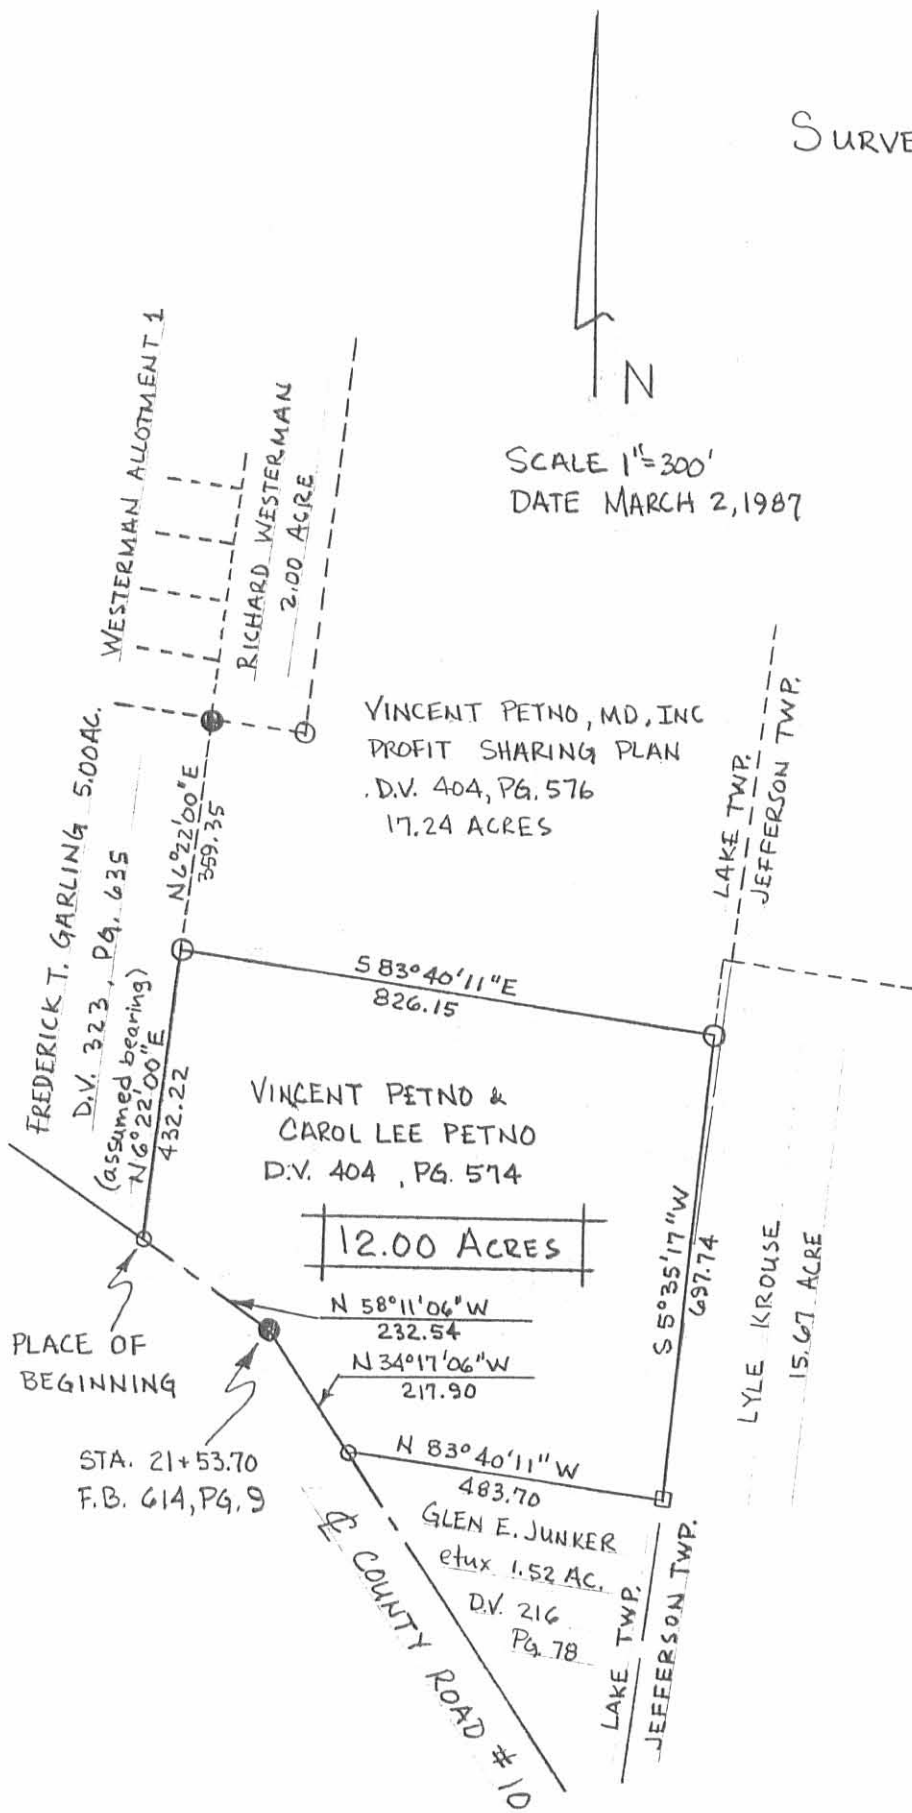 SURVE
N
SCALE 1"=300'
DATE MARCH 2, 1987
WESTERMAN ALLOTMENT 1
RICHARD WESTERMAN
2.00 ACRE
VINCENT PETNO, MD, INC
PROFIT SHARING PLAN
D.V. 404, PG. 576
17.24 ACRES
LAKE TWP.
JEFFERSON TWP.
FREDERICK T. GARLING 5.00AC.
D.V. 323, PG. 635
N6°22'00"E
359.35
(assumed bearing)
N6°22'00"E
432.22
S 83°40'11"E
826.15
VINCENT PETNO &
CAROL LEE PETNO
D.V. 404, PG. 574
12.00 ACRES
S 5°35'17"W
697.74
LYLE KROUSE
15.67 ACRE
PLACE OF
BEGINNING
N 58°11'06"W
232.54
N 34°17'06"W
217.90
STA. 21+53.70
F.B. 614, PG. 9
N 83°40'11"W
483.70
GLEN E. JUNKER
etux 1.52 AC.
D.V. 216
PG. 78
℄ COUNTY ROAD #10
LAKE TWP.
JEFFERSON TWP.